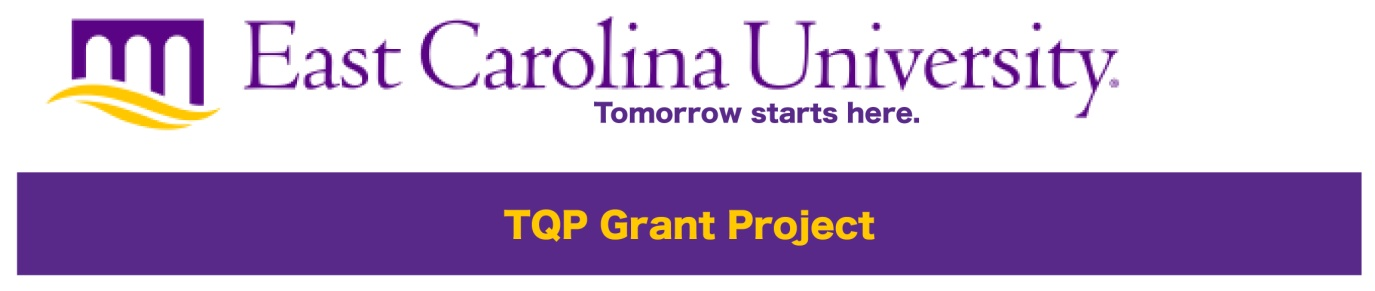 East Carolina University®
Tomorrow starts here.
TQP Grant Project